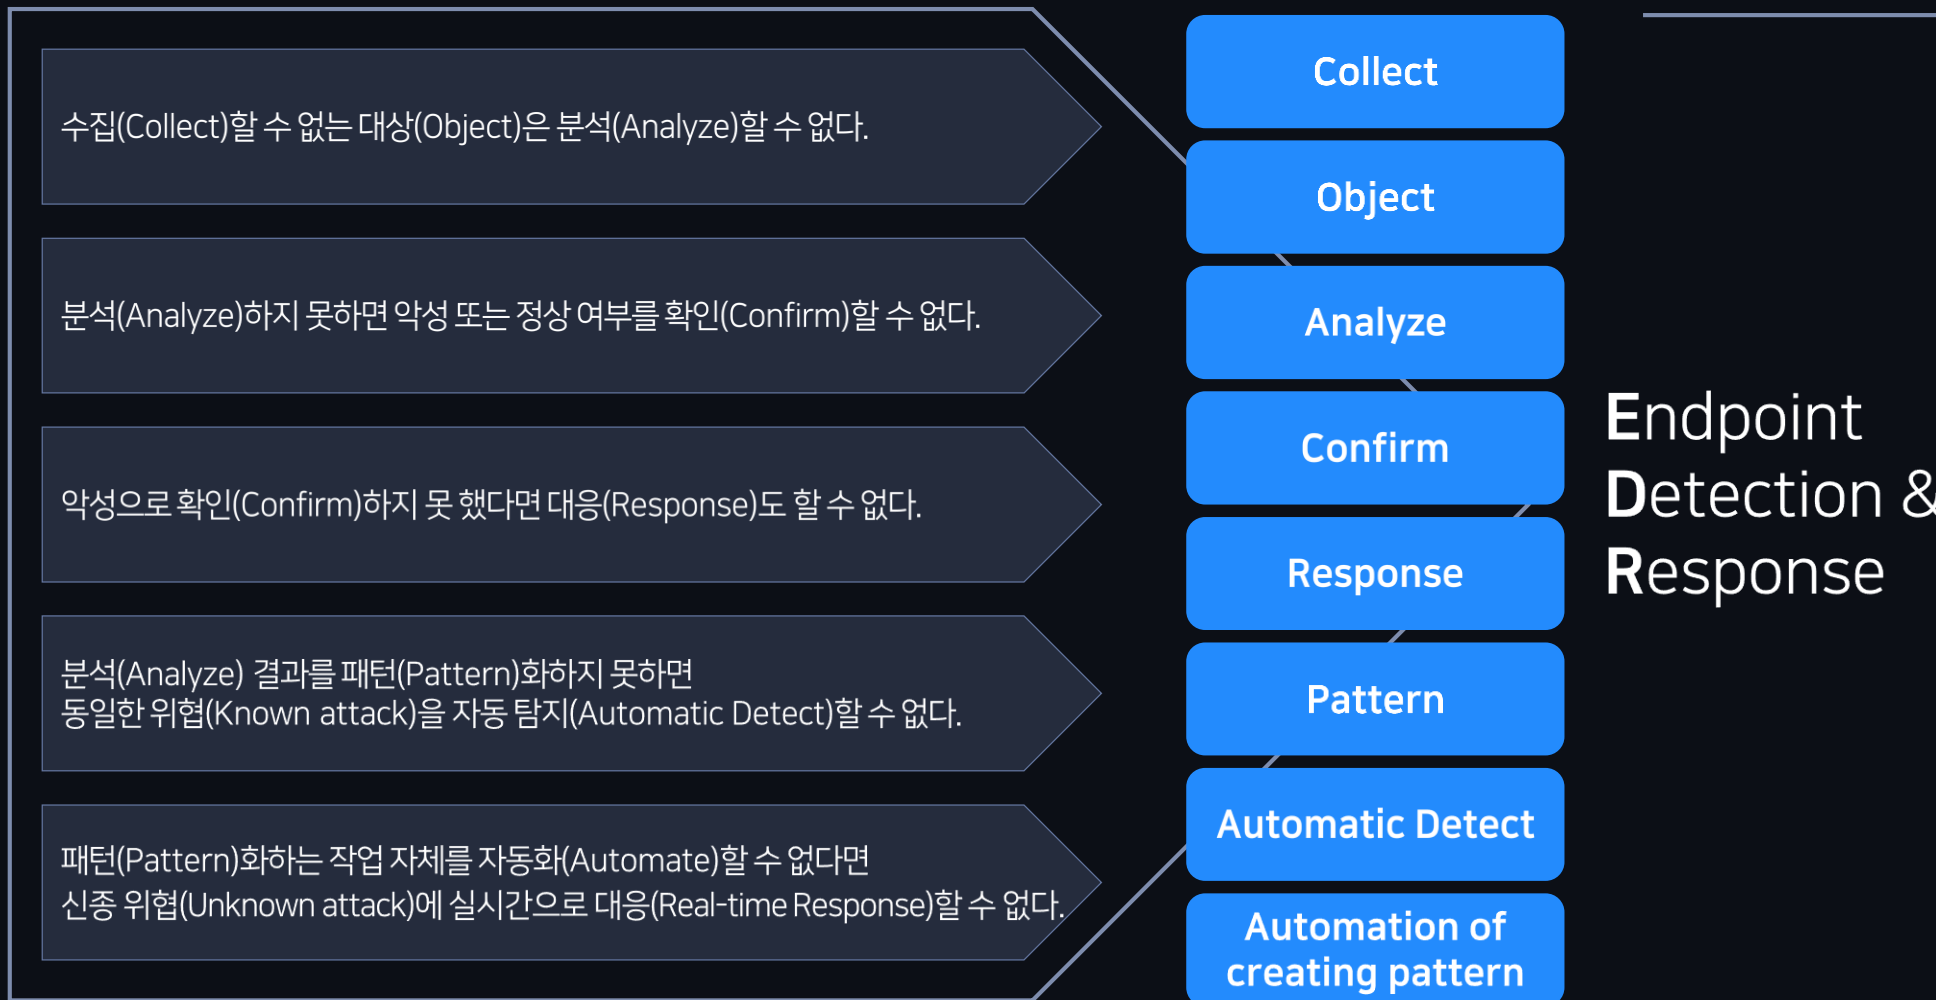 수집(Collect)할 수 없는 대상(Object)은 분석(Analyze)할 수 없다.
분석(Analyze)하지 못하면 악성 또는 정상 여부를 확인(Confirm)할 수 없다.
악성으로 확인(Confirm)하지 못 했다면 대응(Response)도 할 수 없다.
분석(Analyze) 결과를 패턴(Pattern)화하지 못하면
동일한 위협(Known attack)을 자동 탐지(Automatic Detect)할 수 없다.
패턴(Pattern)화하는 작업 자체를 자동화(Automate)할 수 없다면
신종 위협(Unknown attack)에 실시간으로 대응(Real-time Response)할 수 없다.
Collect
Object
Analyze
Confirm
Response
Pattern
Automatic Detect
Automation of
creating pattern
Endpoint
Detection &
Response